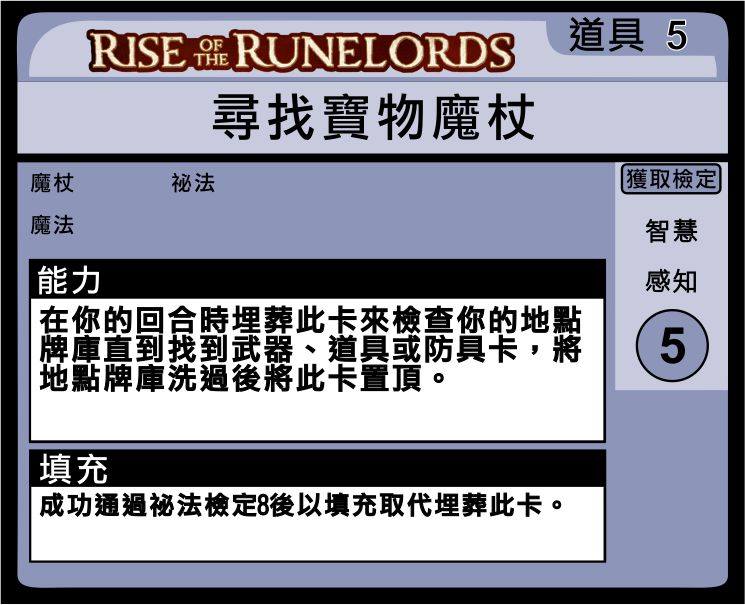 RISE OF THE RUNELORDS
道具 5
尋找寶物魔杖
魔杖 祕法
魔法
獲取檢定
智慧
感知
5
能力
在你的回合時埋葬此卡來檢查你的地點
牌庫直到找到武器、道具或防具卡，將
地點牌庫洗過後將此卡置頂。
填充
成功通過祕法檢定8後以填充取代埋葬此卡。